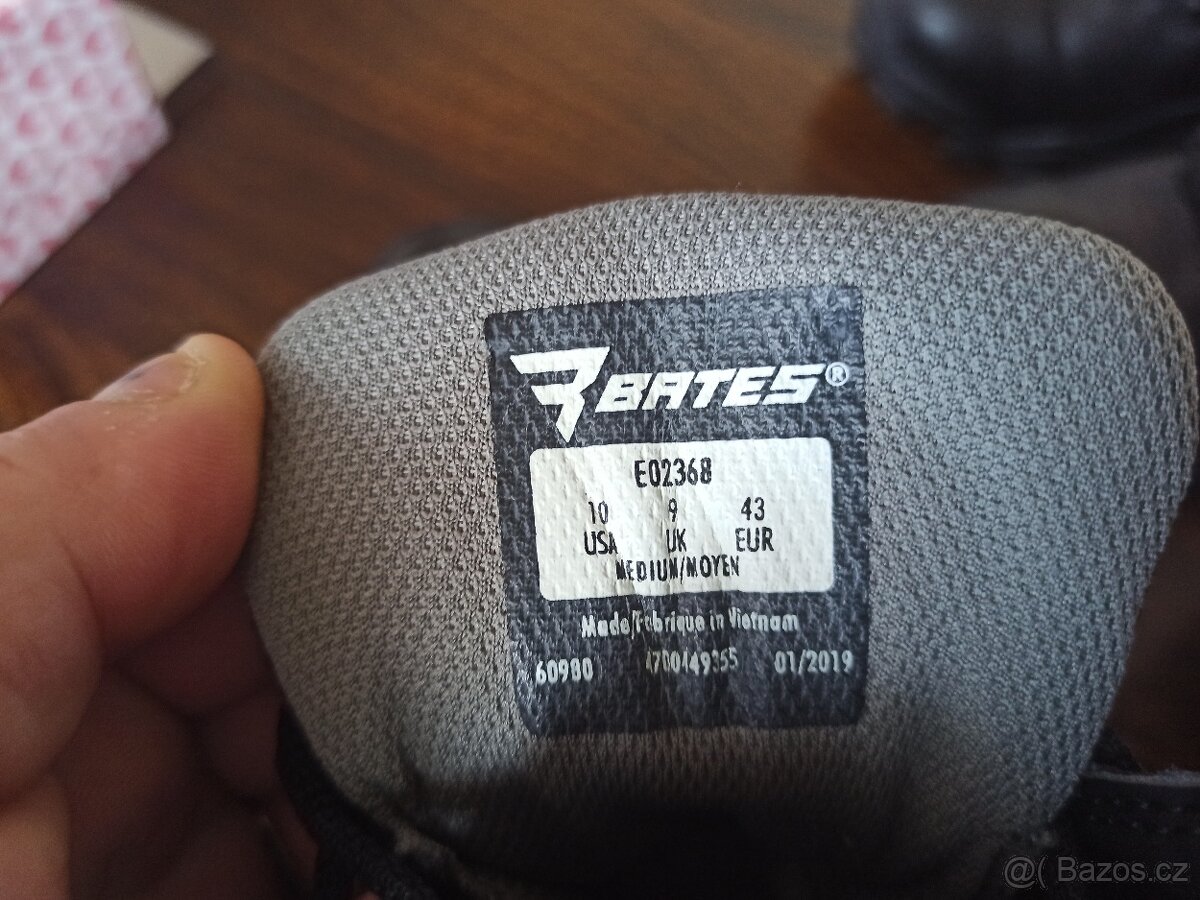 BATES®
E02368
10 9 43
USA UK EUR
MEDIUM/MOYEN
Made/Fabrique in Vietnam
60980 01/2019
@( Bazos.cz